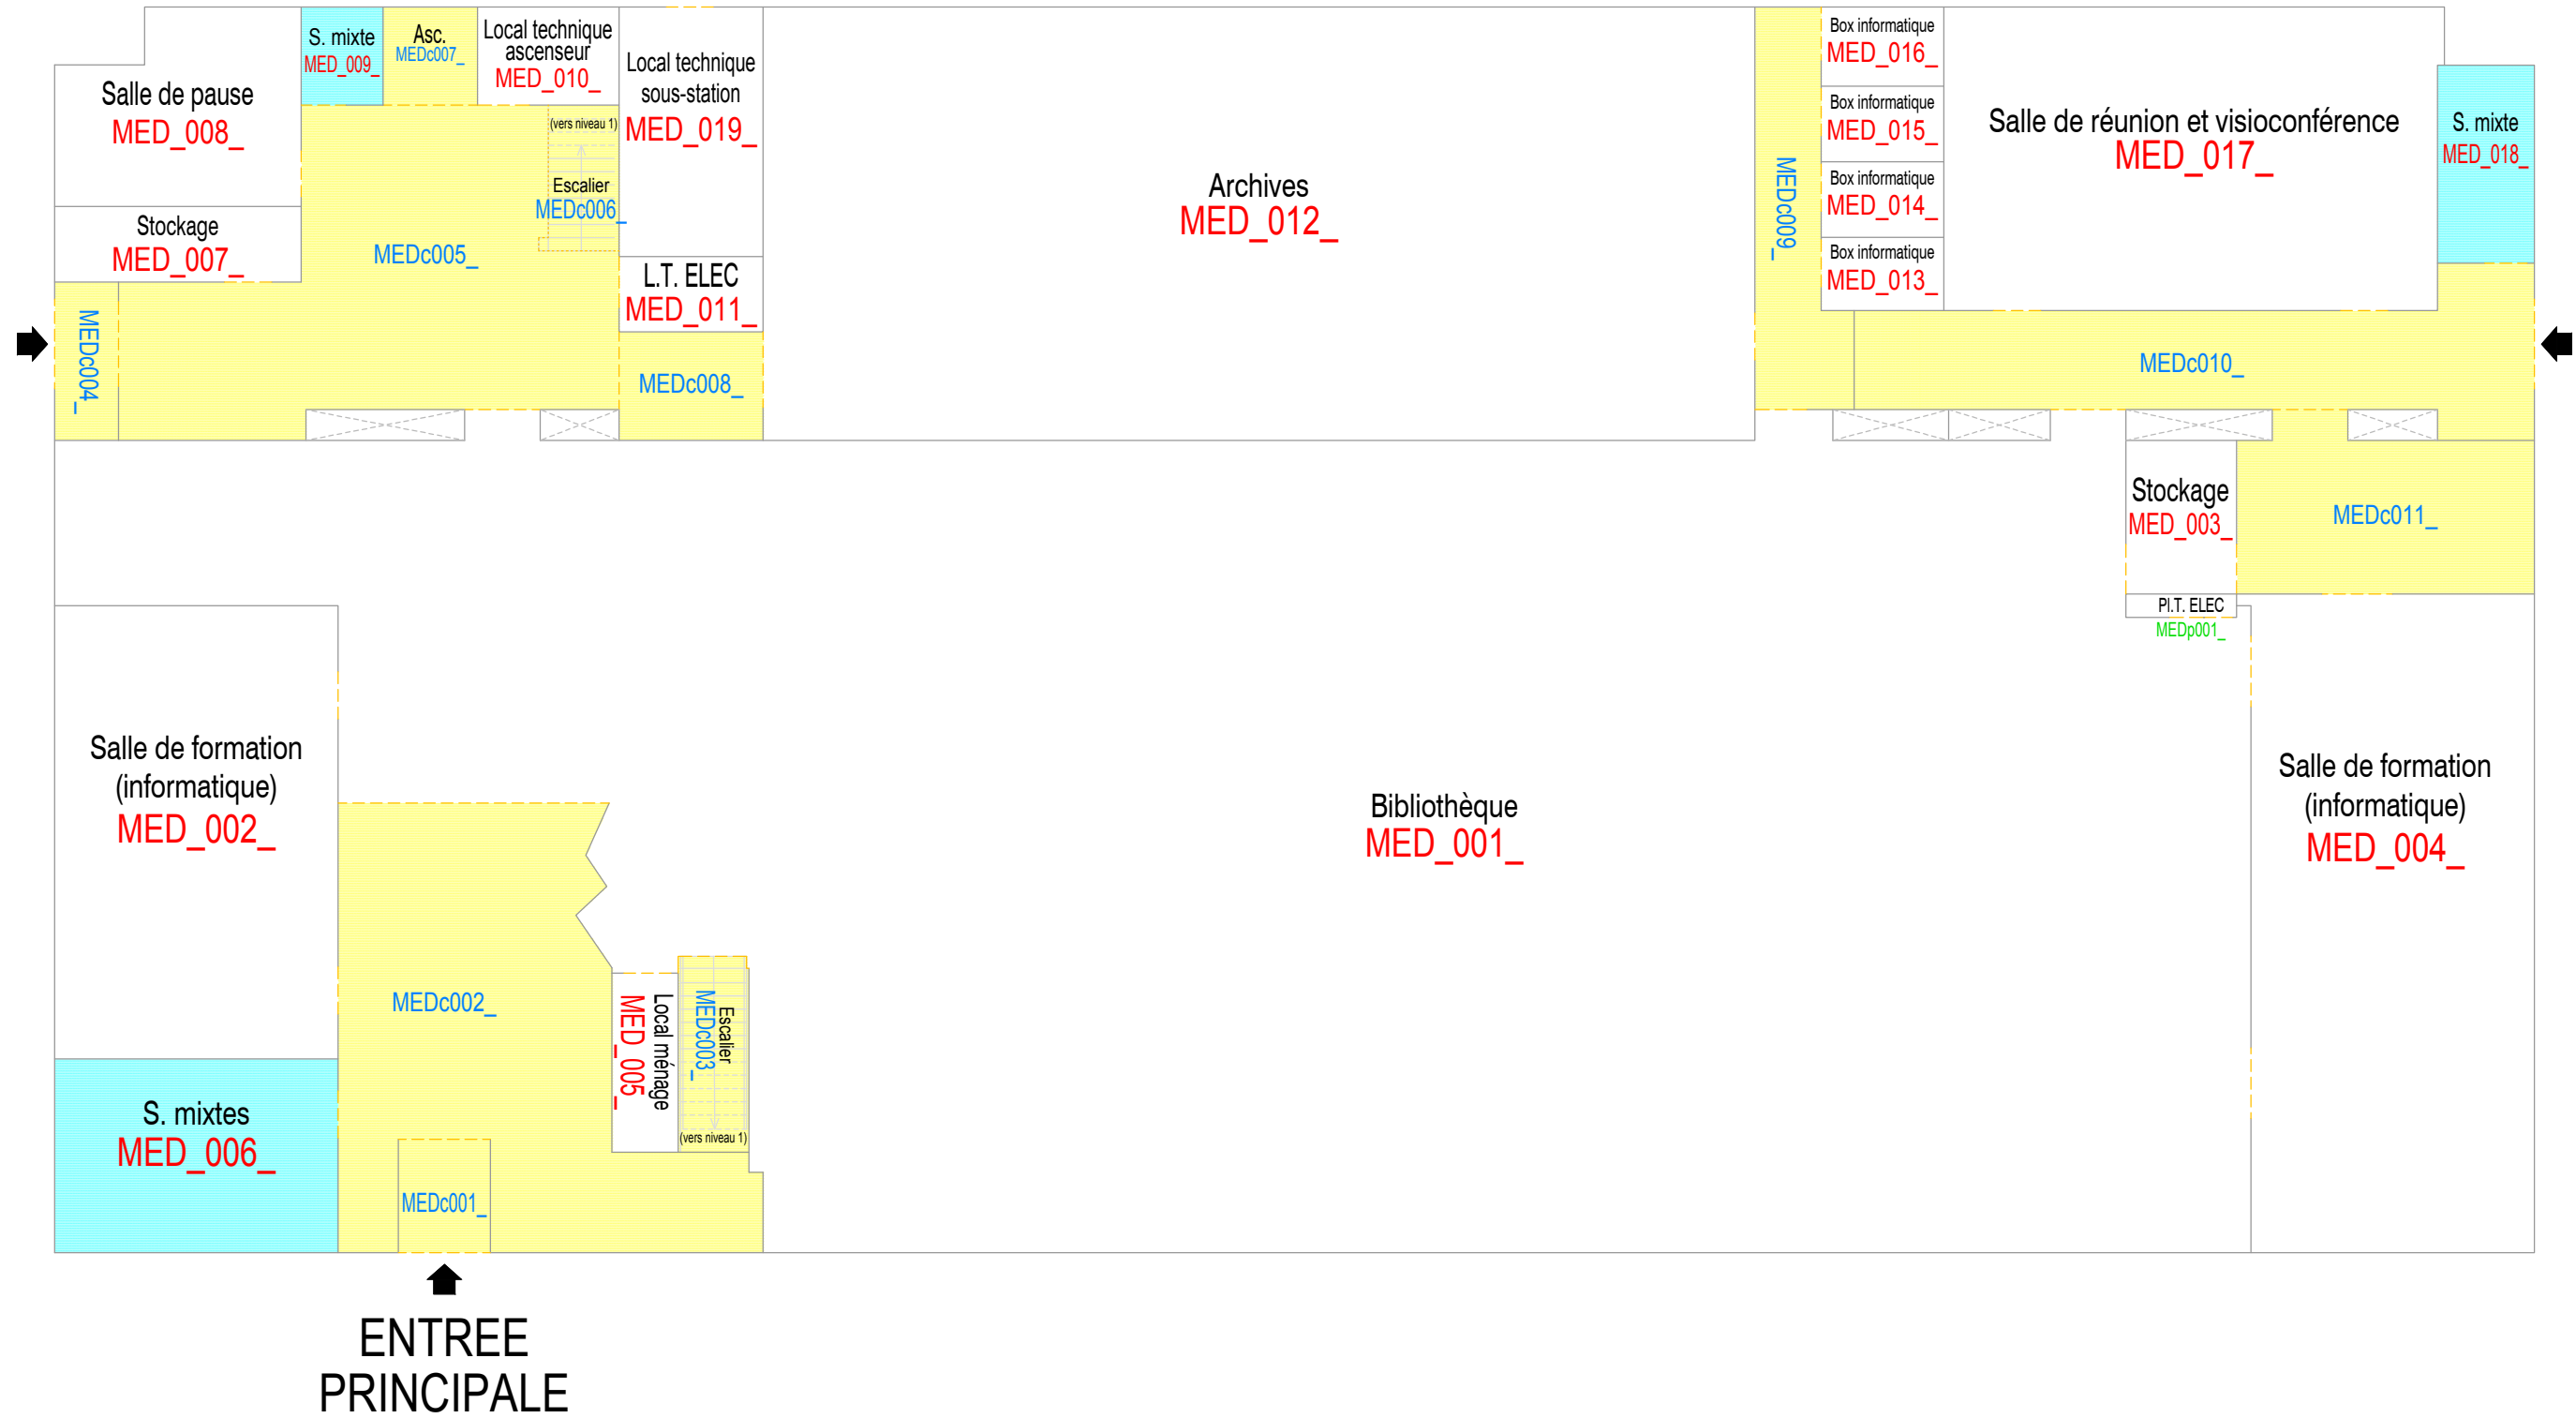 S. mixte
MED_009_
Asc.
MEDc007_
Local technique
ascenseur
MED_010_
Local technique
sous-station
MED_019_
Salle de pause
MED_008_
(vers niveau 1)
Escalier
MEDc006_
Stockage
MED_007_
MEDc005_
L.T. ELEC
MED_011_
MEDc004_
MEDc008_
Archives
MED_012_
MEDc009_
Box informatique
MED_016_
Box informatique
MED_015_
Box informatique
MED_014_
Box informatique
MED_013_
Salle de réunion et visioconférence
MED_017_
S. mixte
MED_018_
MEDc010_
Stockage
MED_003_
MEDc011_
Pl.T. ELEC
MEDp001_
Salle de formation
(informatique)
MED_002_
Bibliothèque
MED_001_
Salle de formation
(informatique)
MED_004_
MEDc002_
Local ménage
MED_005_
Escalier
MEDc003_
(vers niveau 1)
S. mixtes
MED_006_
MEDc001_
ENTREE
PRINCIPALE